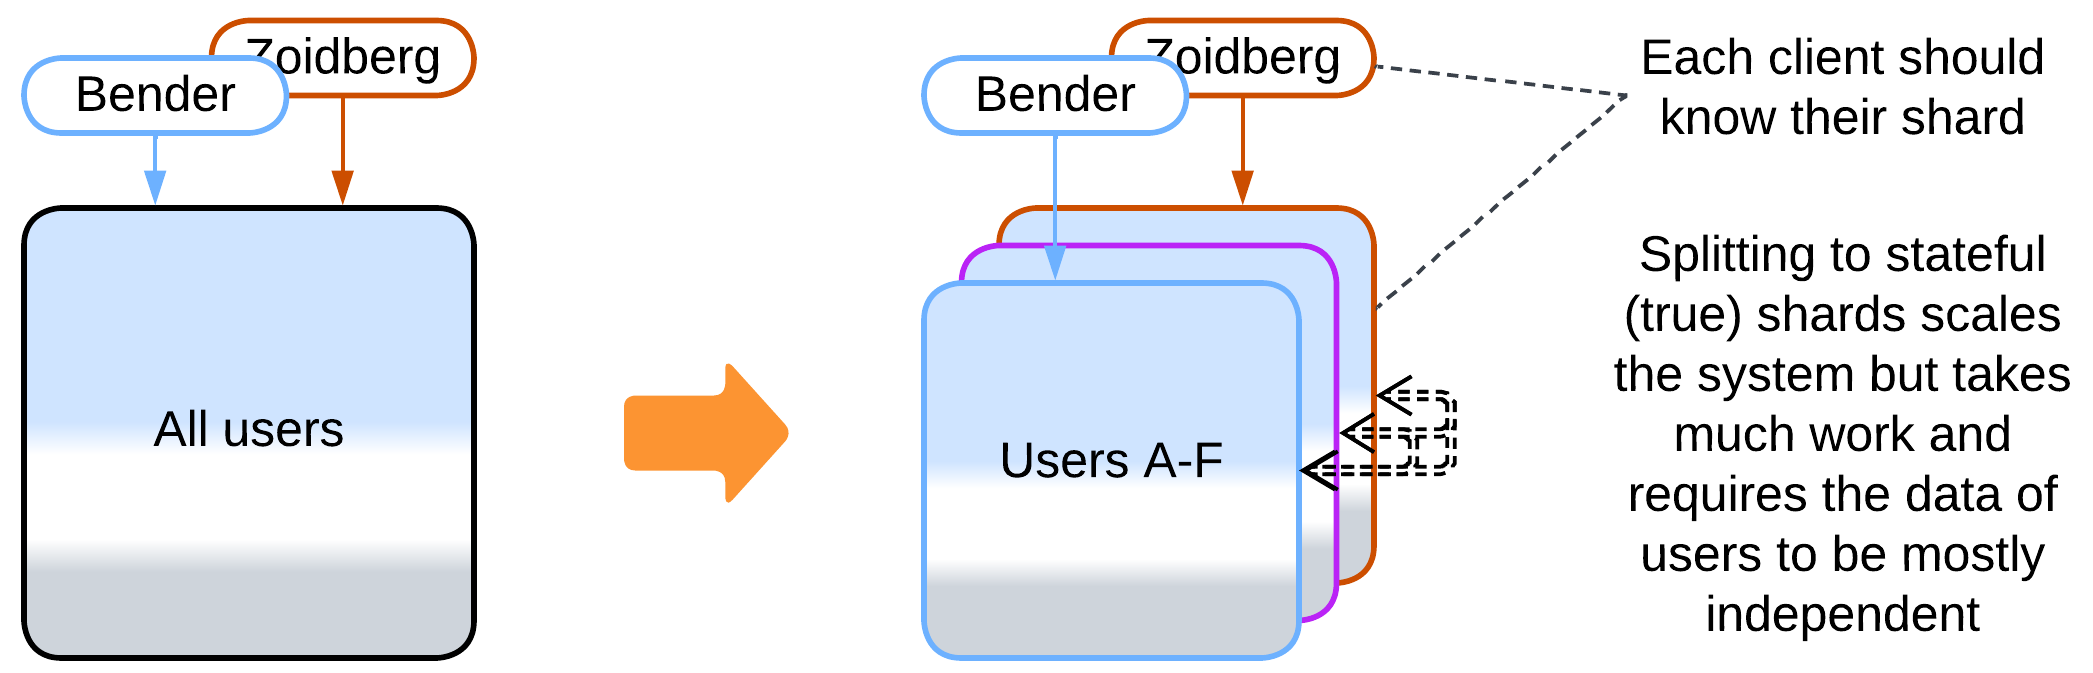 Zoidberg
Bender
All users
Zoidberg
Bender
Users A-F
Each client should
know their shard
Splitting to stateful
(true) shards scales
the system but takes
much work and
requires the data of
users to be mostly
independent